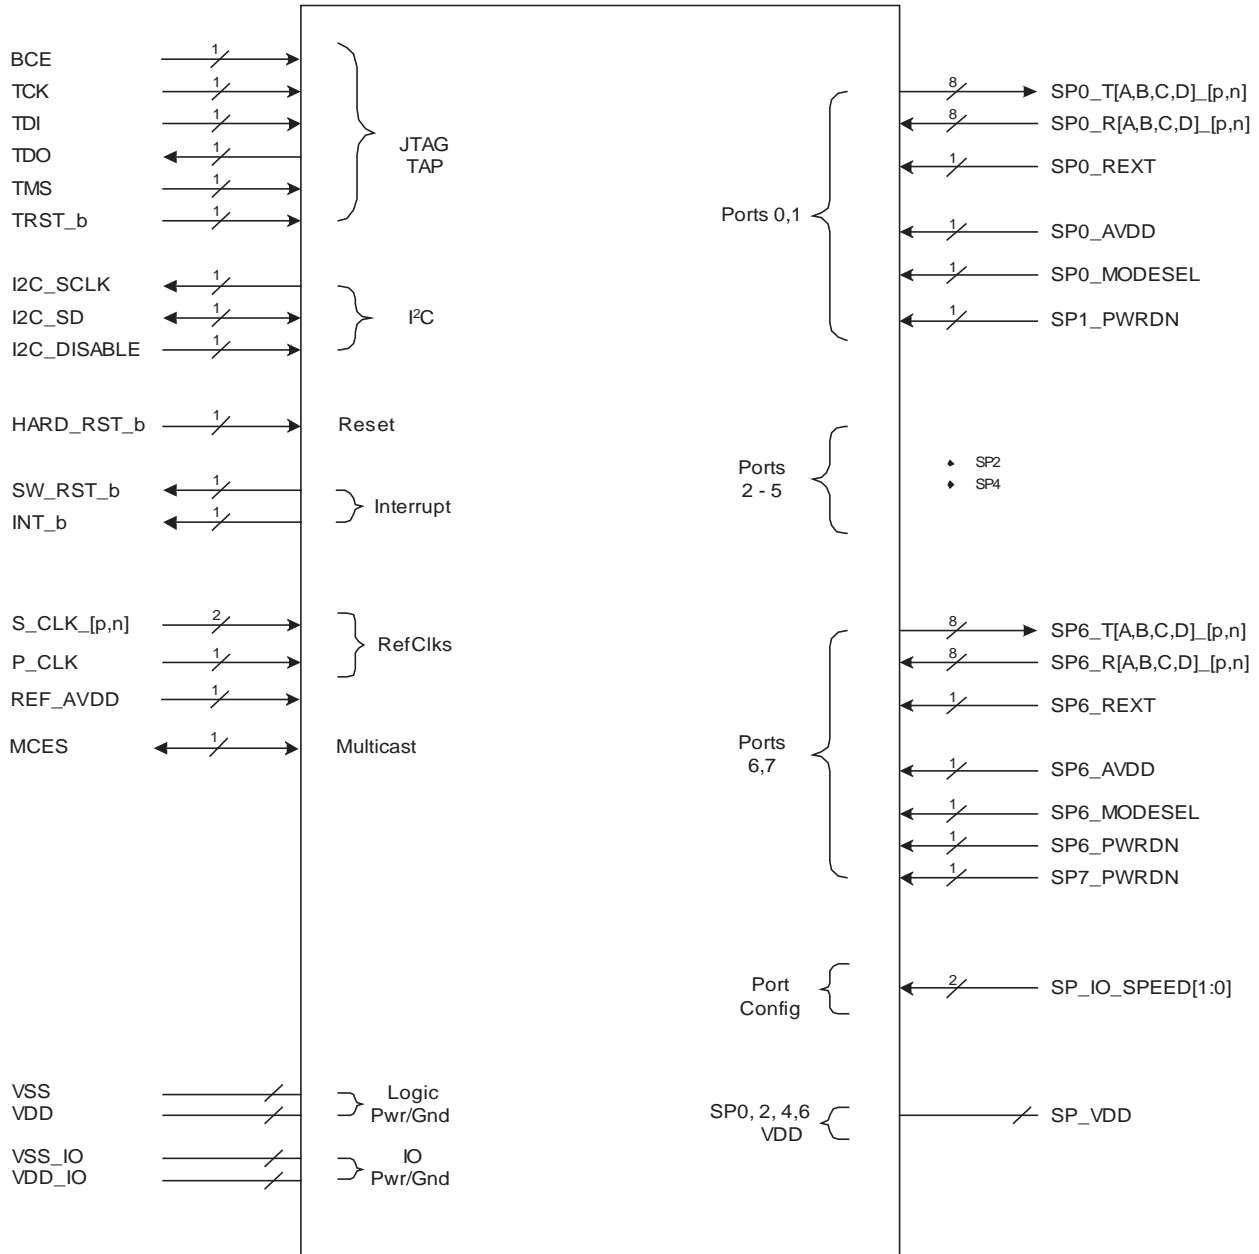 BCE 1
TCK 1
TDI 1
TDO 1
TMS 1
TRST_b 1
JTAG
TAP
I2C_SCLK 1
I2C_SD 1
I2C_DISABLE 1
I²C
HARD_RST_b 1 Reset
SW_RST_b 1
INT_b 1
Interrupt
S_CLK_[p,n] 2
P_CLK 1
RefClks
REF_AVDD 1
MCES 1 Multicast
VSS
VDD
Logic
Pwr/Gnd
VSS_IO
VDD_IO
IO
Pwr/Gnd
Ports 0,1
8 SP0_T[A,B,C,D]_[p,n]
8 SP0_R[A,B,C,D]_[p,n]
1 SP0_REXT
1 SP0_AVDD
1 SP0_MODESEL
1 SP1_PWRDN
Ports
2 - 5
SP2
SP4
Ports
6,7
8 SP6_T[A,B,C,D]_[p,n]
8 SP6_R[A,B,C,D]_[p,n]
1 SP6_REXT
1 SP6_AVDD
1 SP6_MODESEL
1 SP6_PWRDN
1 SP7_PWRDN
Port
Config
2 SP_IO_SPEED[1:0]
SP0, 2, 4,6
VDD
SP_VDD